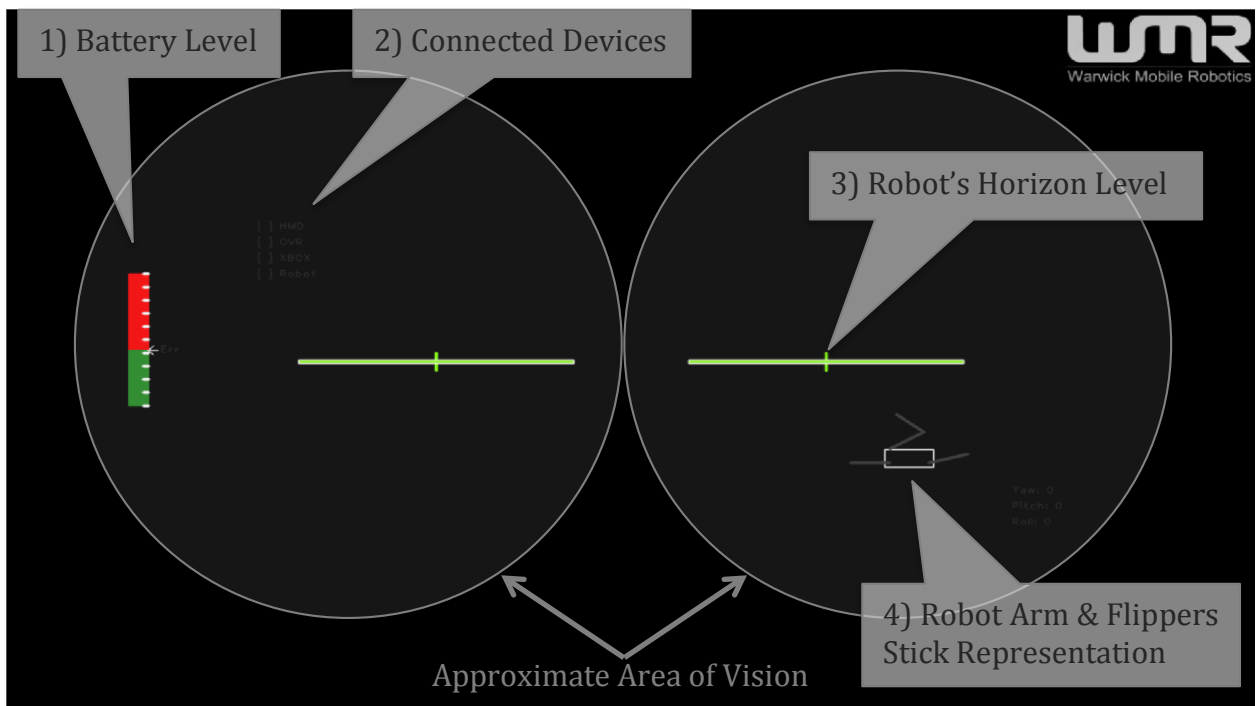 1) Battery Level
2) Connected Devices
WMR
Warwick Mobile Robotics
3) Robot’s Horizon Level
[ ] HMD
[ ] OVR
[ ] XBOX
[ ] Robot
Err
Yaw: 0
Pitch: 0
Roll: 0
4) Robot Arm & Flippers
Stick Representation
Approximate Area of Vision